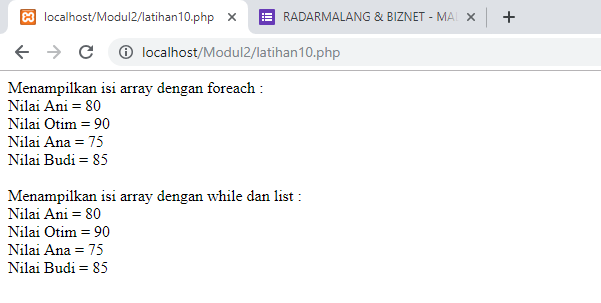 localhost/Modul2/latihan10.php
RADARMALANG & BIZNET - MA
localhost/Modul2/latihan10.php
Menampilkan isi array dengan foreach :
Nilai Ani = 80
Nilai Otim = 90
Nilai Ana = 75
Nilai Budi = 85
Menampilkan isi array dengan while dan list :
Nilai Ani = 80
Nilai Otim = 90
Nilai Ana = 75
Nilai Budi = 85